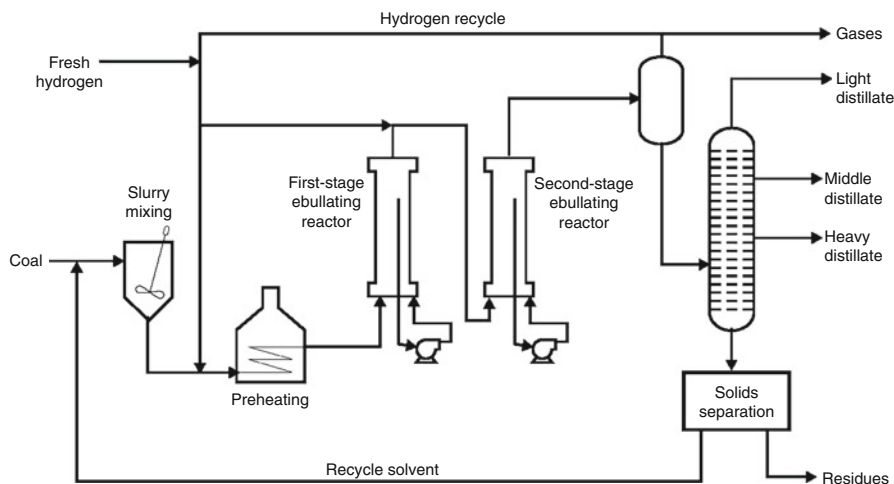 Hydrogen recycle
Gases
Fresh
hydrogen
Light
distillate
First-stage
ebullating
reactor
Second-stage
ebullating
reactor
Middle
distillate
Slurry
mixing
Heavy
distillate
Coal
Preheating
Solids
separation
Recycle solvent
Residues